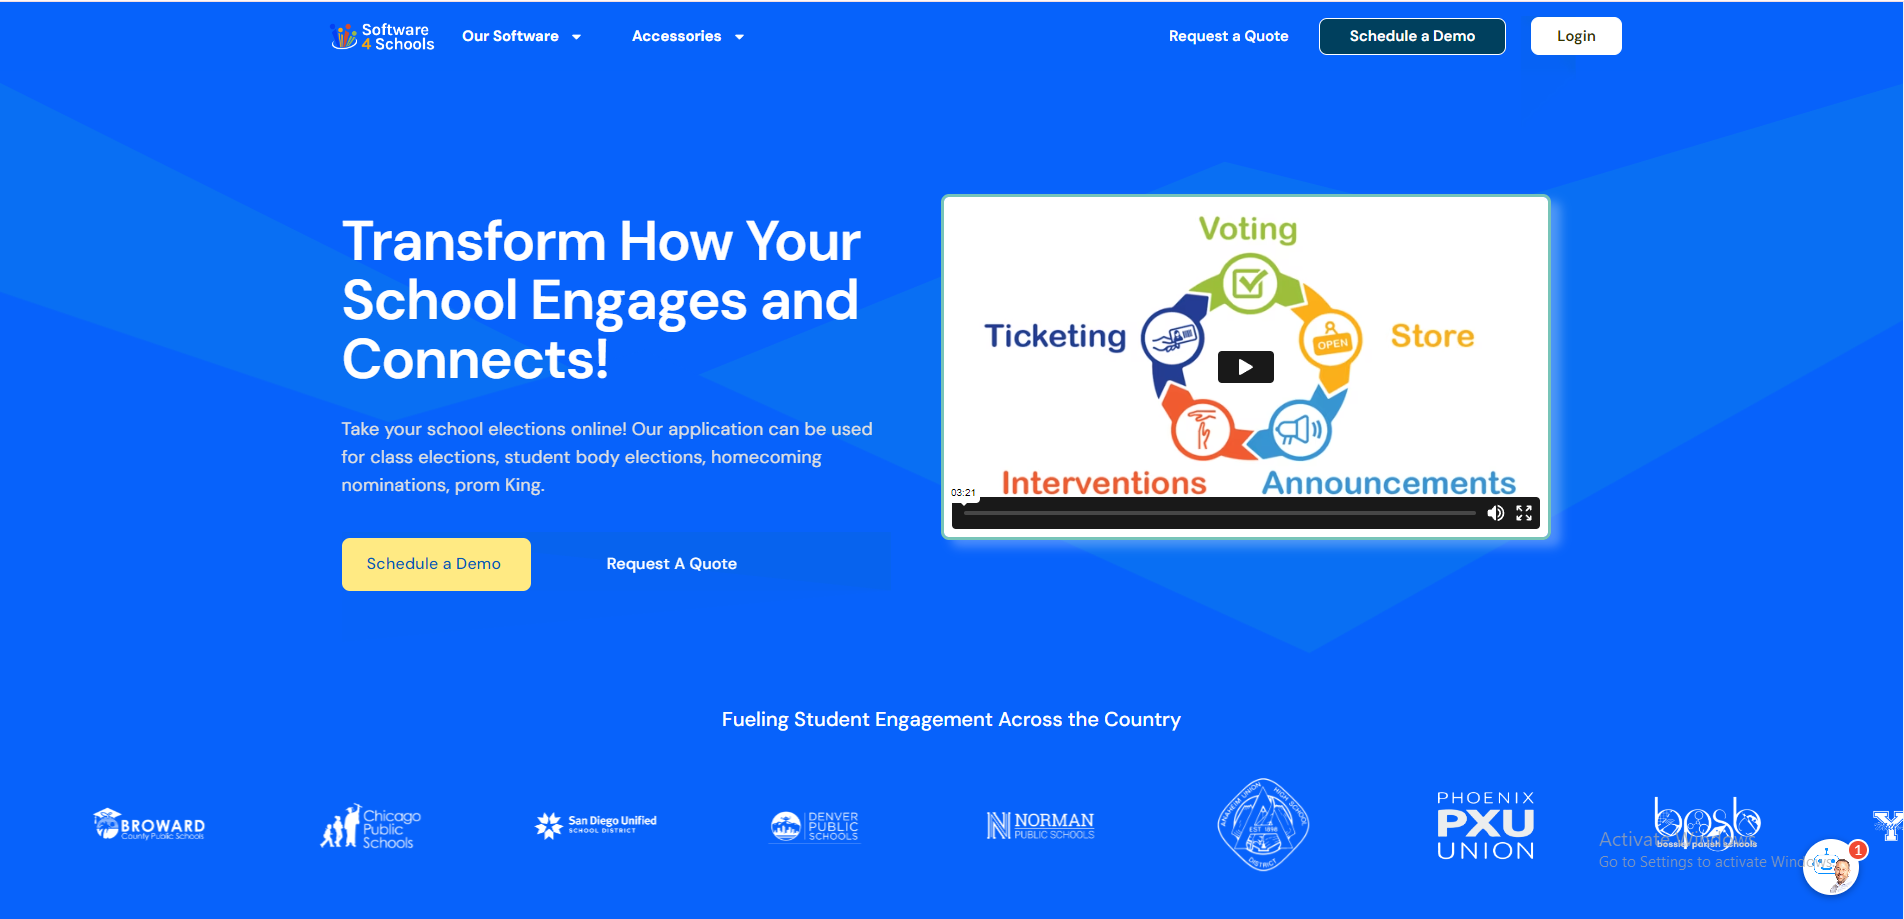 Software
4 Schools
Our Software
Accessories
Request a Quote
Schedule a Demo
Login
Transform How Your
School Engages and
Connects!
Take your school elections online! Our application can be used
for class elections, student body elections, homecoming
nominations, prom King.
Schedule a Demo
Request A Quote
Voting
Ticketing
Store
OPEN
Interventions
Announcements
03:21
Fueling Student Engagement Across the Country
BROWARD
County Public Schools
Chicago
Public
Schools
San Diego Unified
SCHOOL DISTRICT
DENVER
PUBLIC
SCHOOLS
NORMAN
PUBLIC SCHOOLS
ANAHEIM UNION HIGH SCHOOL
EST 1898
DISTRICT
PHOENIX
PXU
UNION
bpsb
bossier parish schools
Y
Activate Windows
Go to Settings to activate Windows.
1